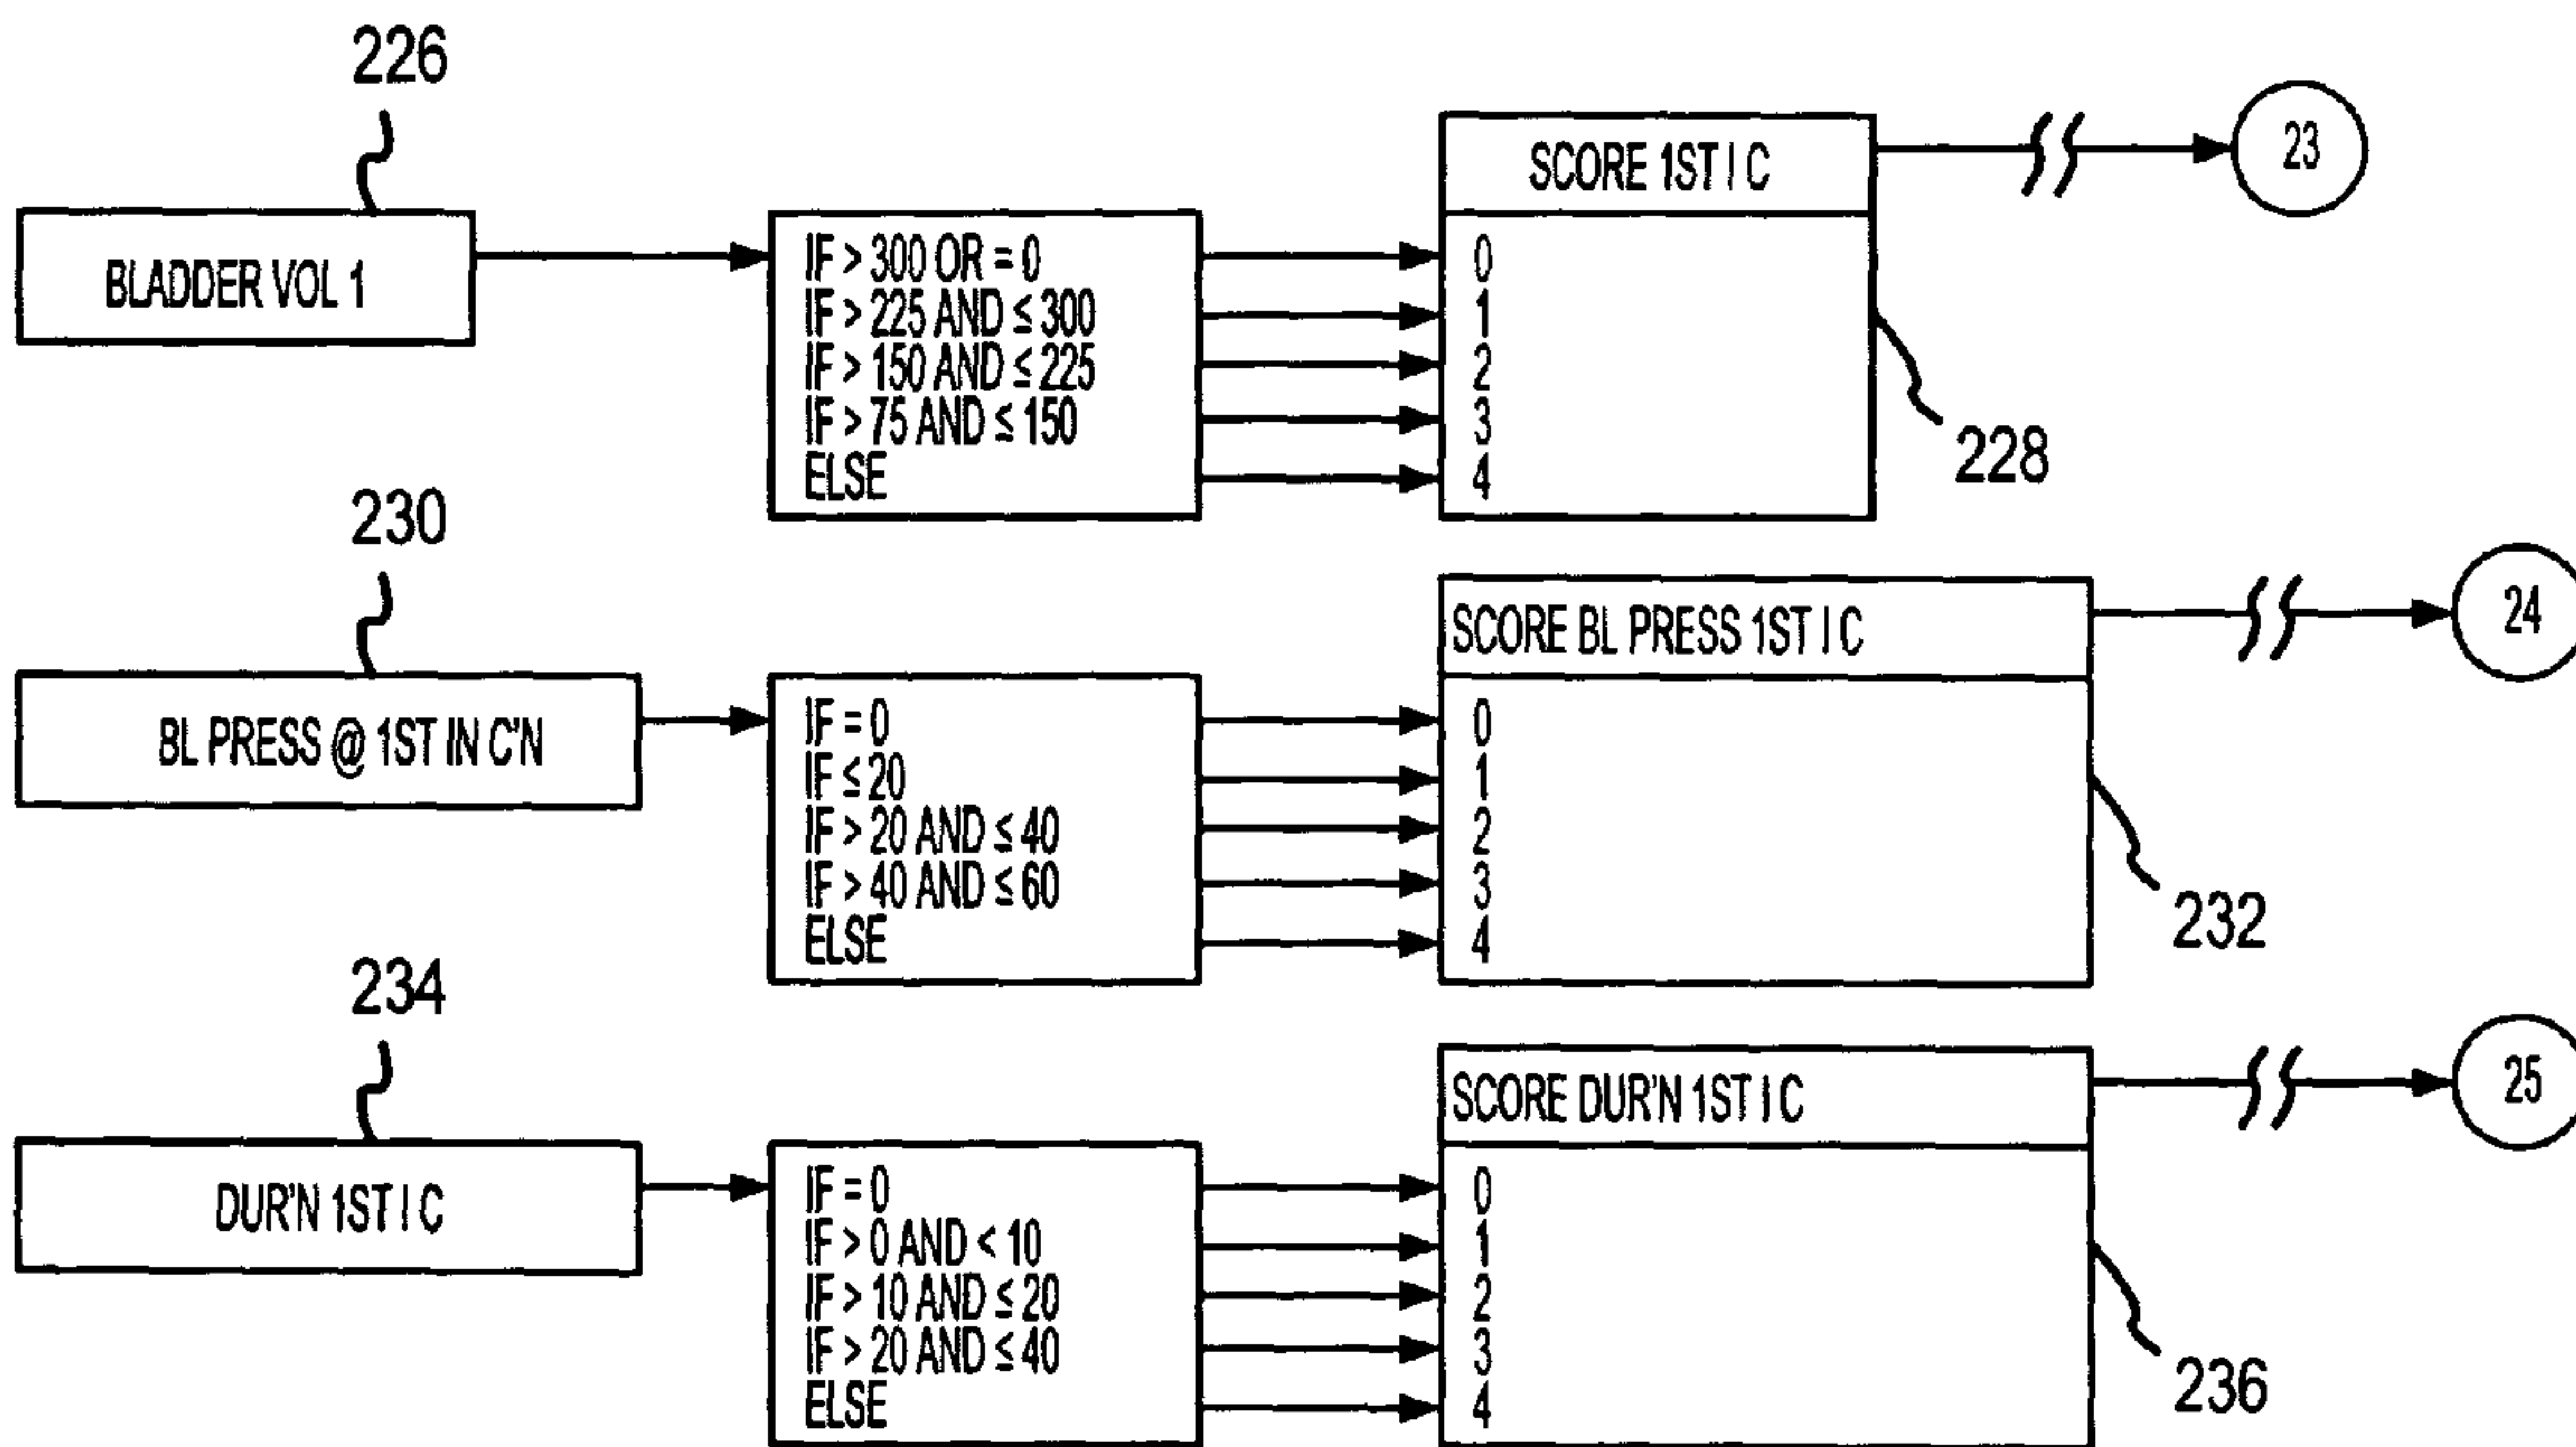 226
BLADDER VOL 1
IF > 300 OR = 0
IF > 225 AND ≤ 300
IF > 150 AND ≤ 225
IF > 75 AND ≤ 150
ELSE
SCORE 1ST I C
0
1
2
3
4
23
228
230
BL PRESS @ 1ST IN C'N
IF = 0
IF ≤ 20
IF > 20 AND ≤ 40
IF > 40 AND ≤ 60
ELSE
SCORE BL PRESS 1ST I C
0
1
2
3
4
24
232
234
DUR'N 1ST I C
IF = 0
IF > 0 AND < 10
IF > 10 AND ≤ 20
IF > 20 AND ≤ 40
ELSE
SCORE DUR'N 1ST I C
0
1
2
3
4
25
236